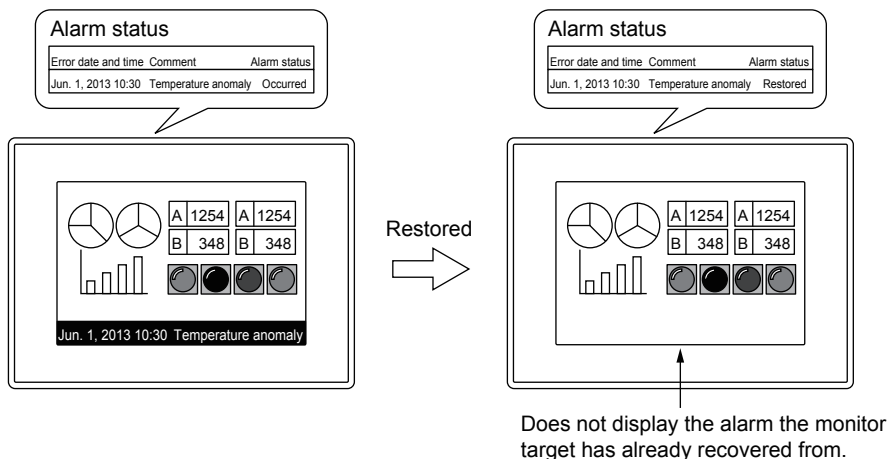 Alarm status
Error date and time Comment Alarm status
Jun. 1, 2013 10:30 Temperature anomaly Occurred
A 1254 A 1254
B 348 B 348
Jun. 1, 2013 10:30 Temperature anomaly
Restored
Alarm status
Error date and time Comment Alarm status
Jun. 1, 2013 10:30 Temperature anomaly Restored
A 1254 A 1254
B 348 B 348
Does not display the alarm the monitor
target has already recovered from.